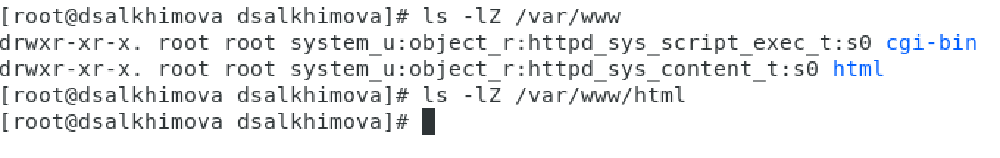 [root@dsalkhimova dsalkhimova]# ls -lZ /var/www
drwxr-xr-x. root root system_u:object_r:httpd_sys_script_exec_t:s0 cgi-bin
drwxr-xr-x. root root system_u:object_r:httpd_sys_content_t:s0 html
[root@dsalkhimova dsalkhimova]# ls -lZ /var/www/html
[root@dsalkhimova dsalkhimova]#